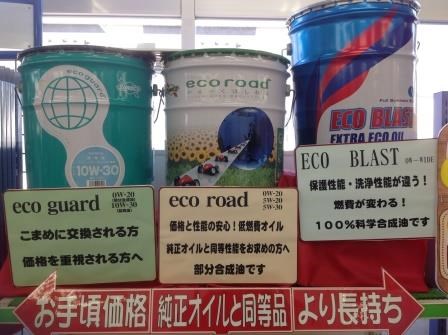 ecoguard
10W-30
ecoroad
ECO BLAST
EXTRA ECO OIL
eco guard 0W-20
10W-30
こまめに交換される方
価格を重視される方へ
eco road 0W-20
5W-20
5W-30
価格と性能の安心!低燃費オイル
純正オイルと同等性能をお求めの方へ
部分合成油です
ECO BLAST 0W-WIDE
保護性能・洗浄性能が違う!
燃費が変わる!
100%科学合成油です
お手頃価格
純正オイルと同等品
より長持ち